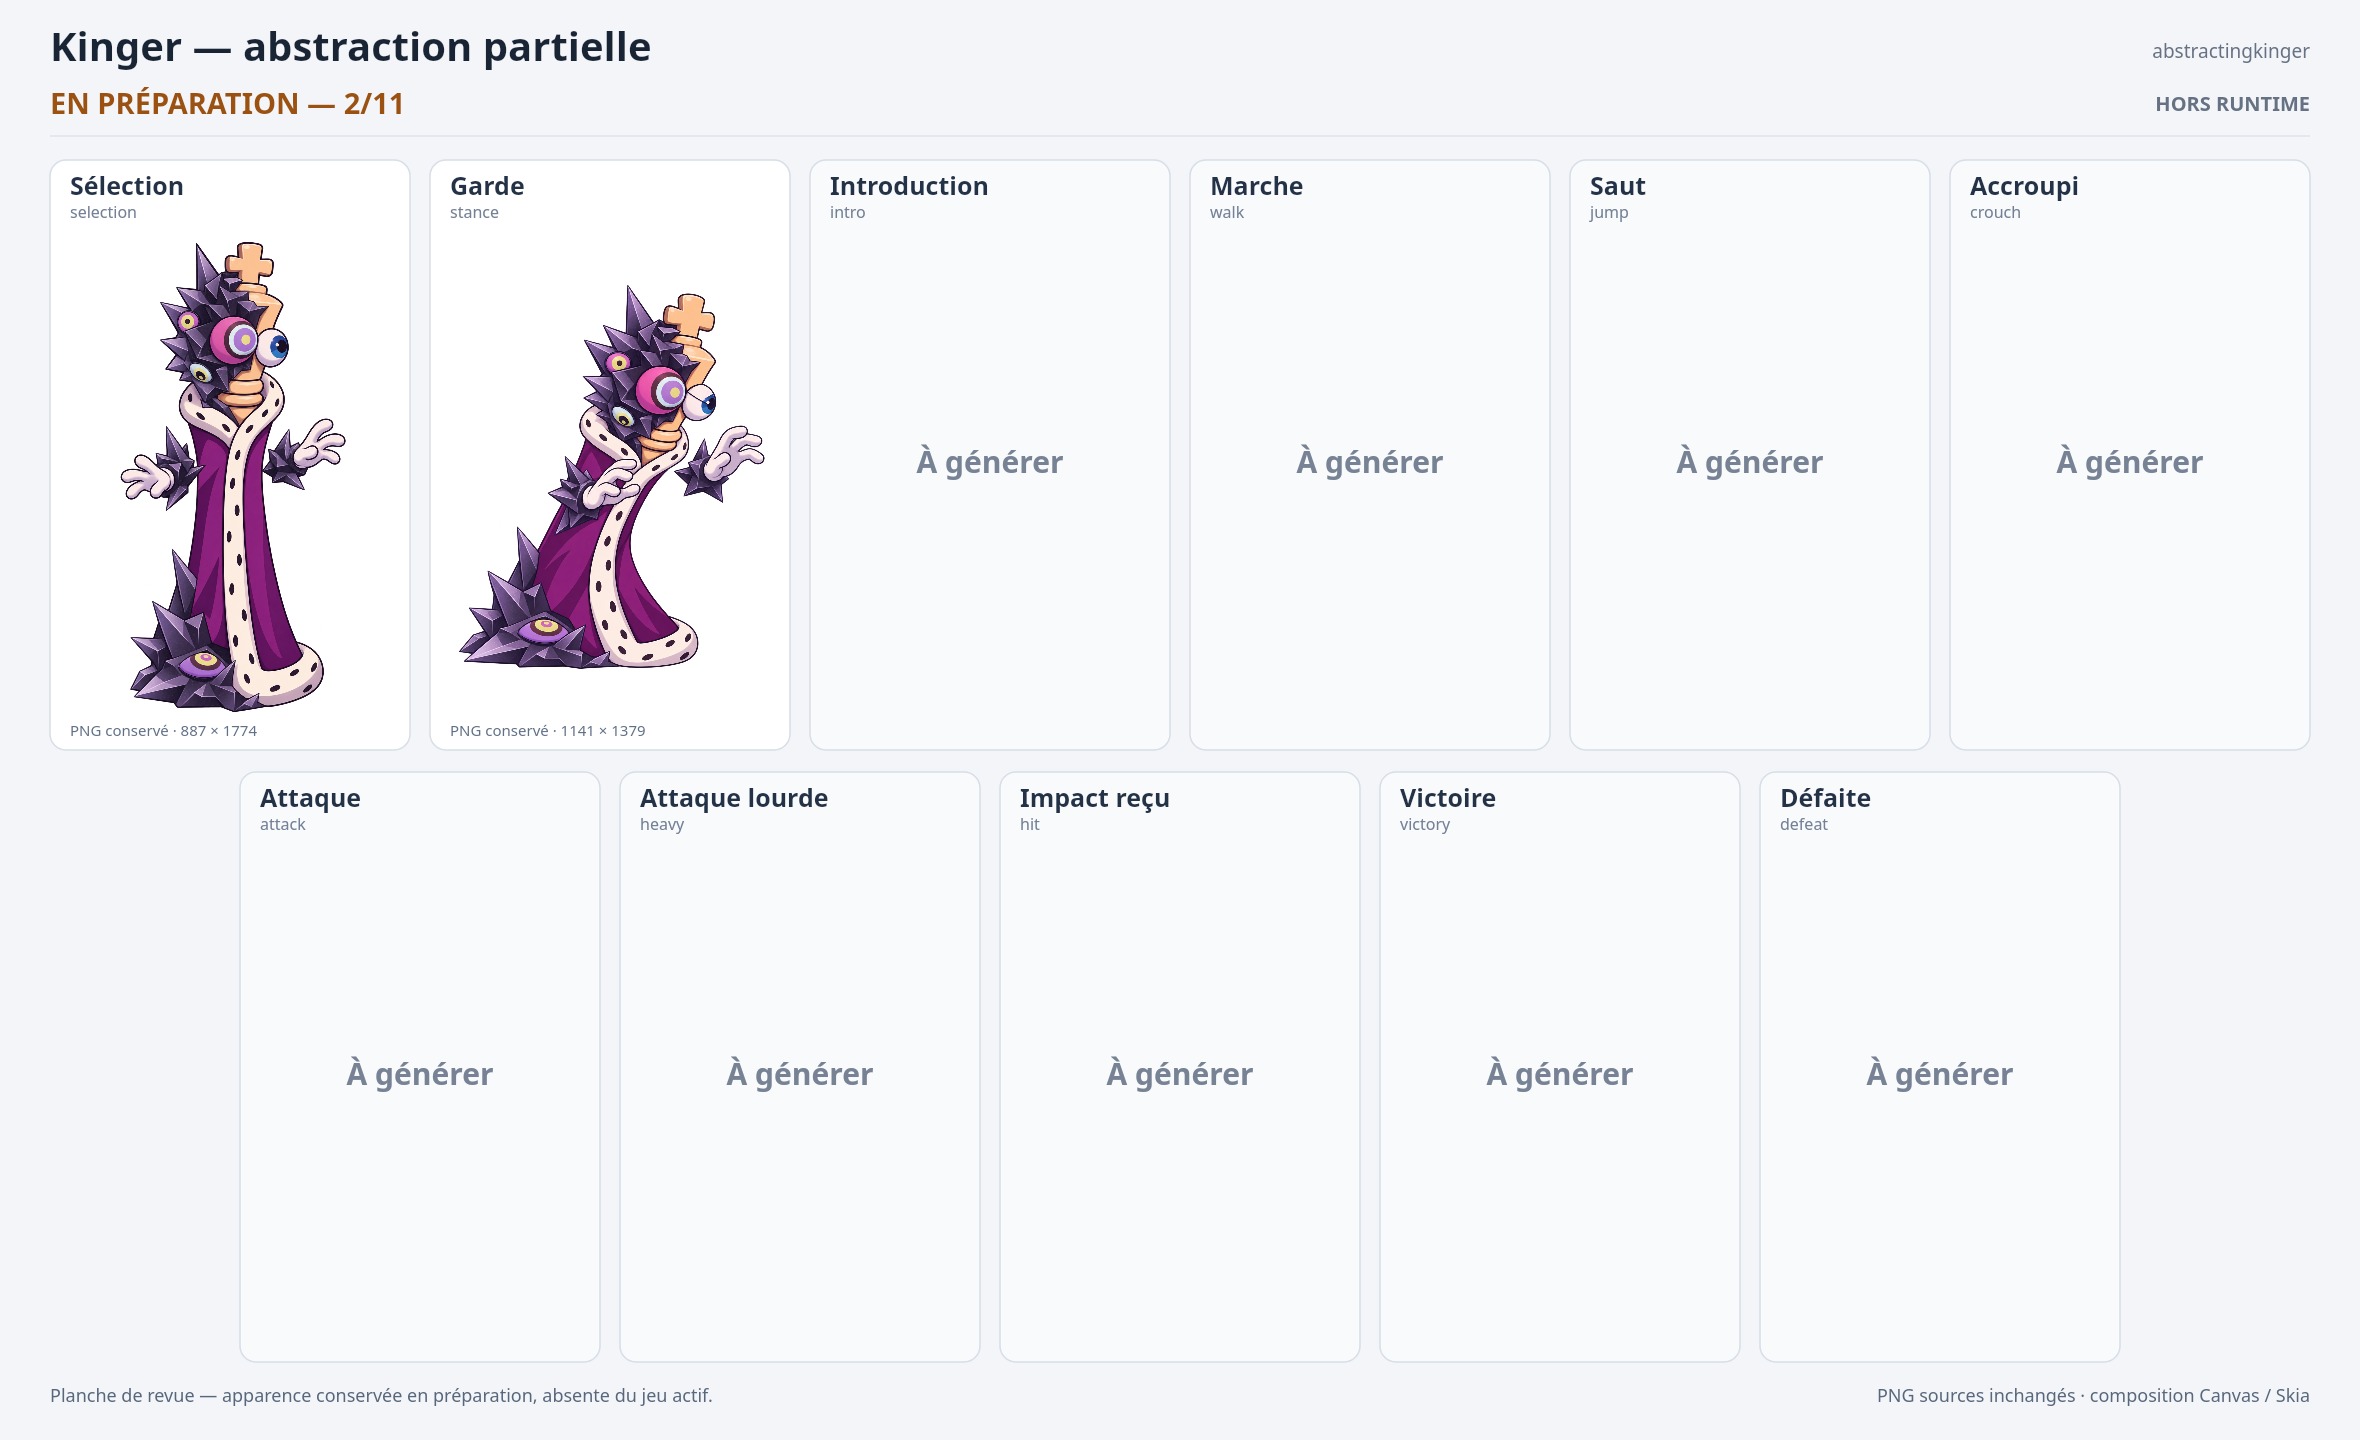 Kinger — abstraction partielle
abstractingkinger
EN PRÉPARATION — 2/11
HORS RUNTIME
Sélection
selection
PNG conservé · 887 × 1774
Garde
stance
PNG conservé · 1141 × 1379
Introduction
intro
À générer
Marche
walk
À générer
Saut
jump
À générer
Accroupi
crouch
À générer
Attaque
attack
À générer
Attaque lourde
heavy
À générer
Impact reçu
hit
À générer
Victoire
victory
À générer
Défaite
defeat
À générer
Planche de revue — apparence conservée en préparation, absente du jeu actif.
PNG sources inchangés · composition Canvas / Skia